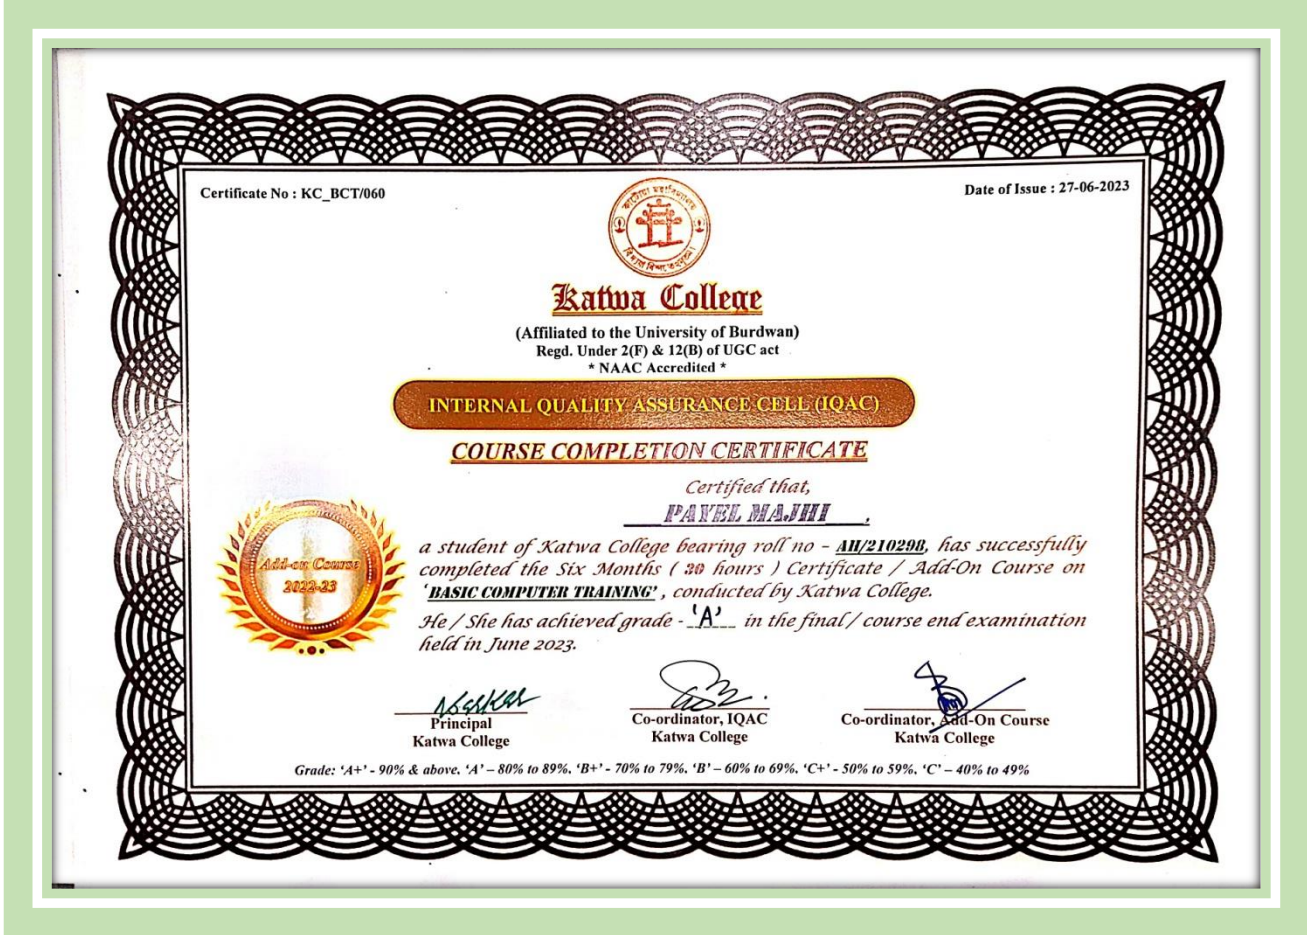 Certificate No : KC_BCT/060
Date of Issue : 27-06-2023
কাটোয়া মহাবিদ্যালয়
Katwa College
(Affiliated to the University of Burdwan)
Regd. Under 2(F) & 12(B) of UGC act
* NAAC Accredited *
INTERNAL QUALITY ASSURANCE CELL (IQAC)
COURSE COMPLETION CERTIFICATE
Certified that,
PAYEL MAJHI ,
a student of Katwa College bearing roll no - AH/210298, has successfully
completed the Six Months ( 30 hours ) Certificate / Add-On Course on
'BASIC COMPUTER TRAINING' , conducted by Katwa College.
He / She has achieved grade - 'A' in the final / course end examination
held in June 2023.
Add-on Course
2022-23
Principal
Katwa College
Co-ordinator, IQAC
Katwa College
Co-ordinator, Add-On Course
Katwa College
Grade: 'A+' - 90% & above, 'A' – 80% to 89%, 'B+' - 70% to 79%, 'B' – 60% to 69%, 'C+' - 50% to 59%, 'C' – 40% to 49%